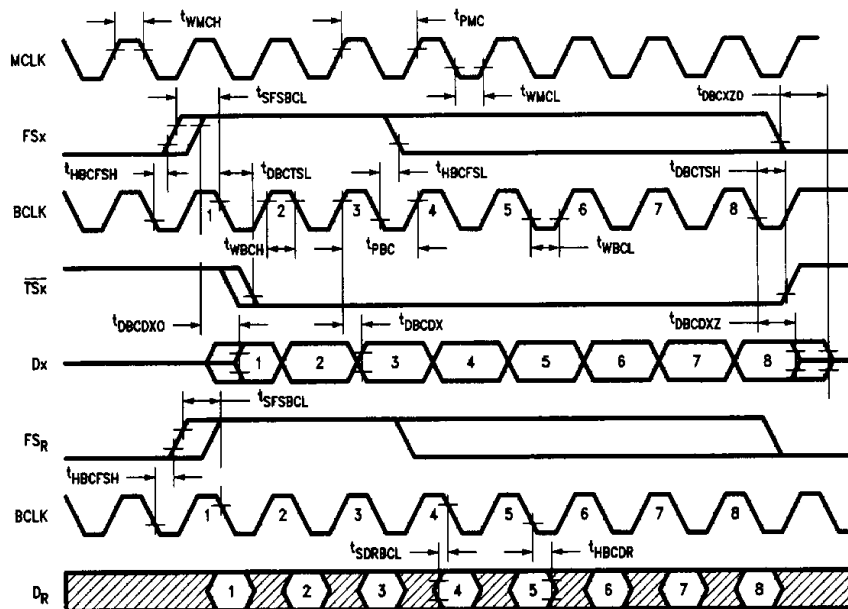 tWMCH tPMC
MCLK
tSFSBCL tWMCL tDBCXZO
FSX
tHBCFSH tDBCTSL tHBCFSL tDBCTSH
BCLK 1 2 3 4 5 6 7 8
tWBCH tPBC tWBCL
TSX
tDBCDXO tDBCDX tDBCDXZ
DX 1 2 3 4 5 6 7 8
tSFSBCL
FSR
tHBCFSH
BCLK 1 2 3 4 5 6 7 8
tSDRBCL tHBCDR
DR 1 2 3 4 5 6 7 8